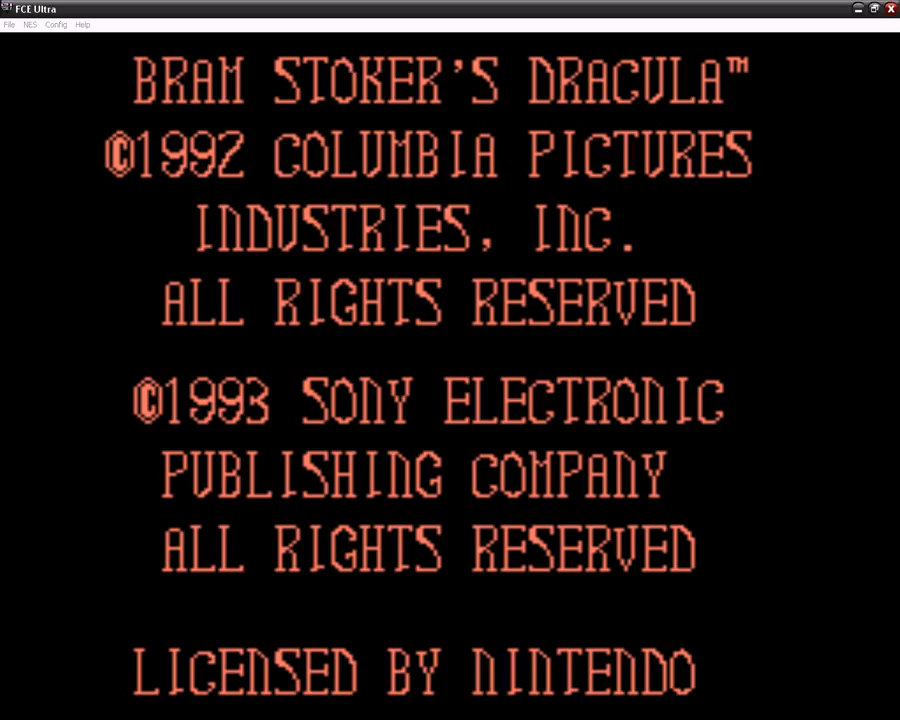 FCE Ultra
File NES Config Help
BRAM STOKER'S DRACULA™
©1992 COLUMBIA PICTURES
INDUSTRIES, INC.
ALL RIGHTS RESERVED
©1993 SONY ELECTRONIC
PUBLISHING COMPANY
ALL RIGHTS RESERVED
LICENSED BY NINTENDO